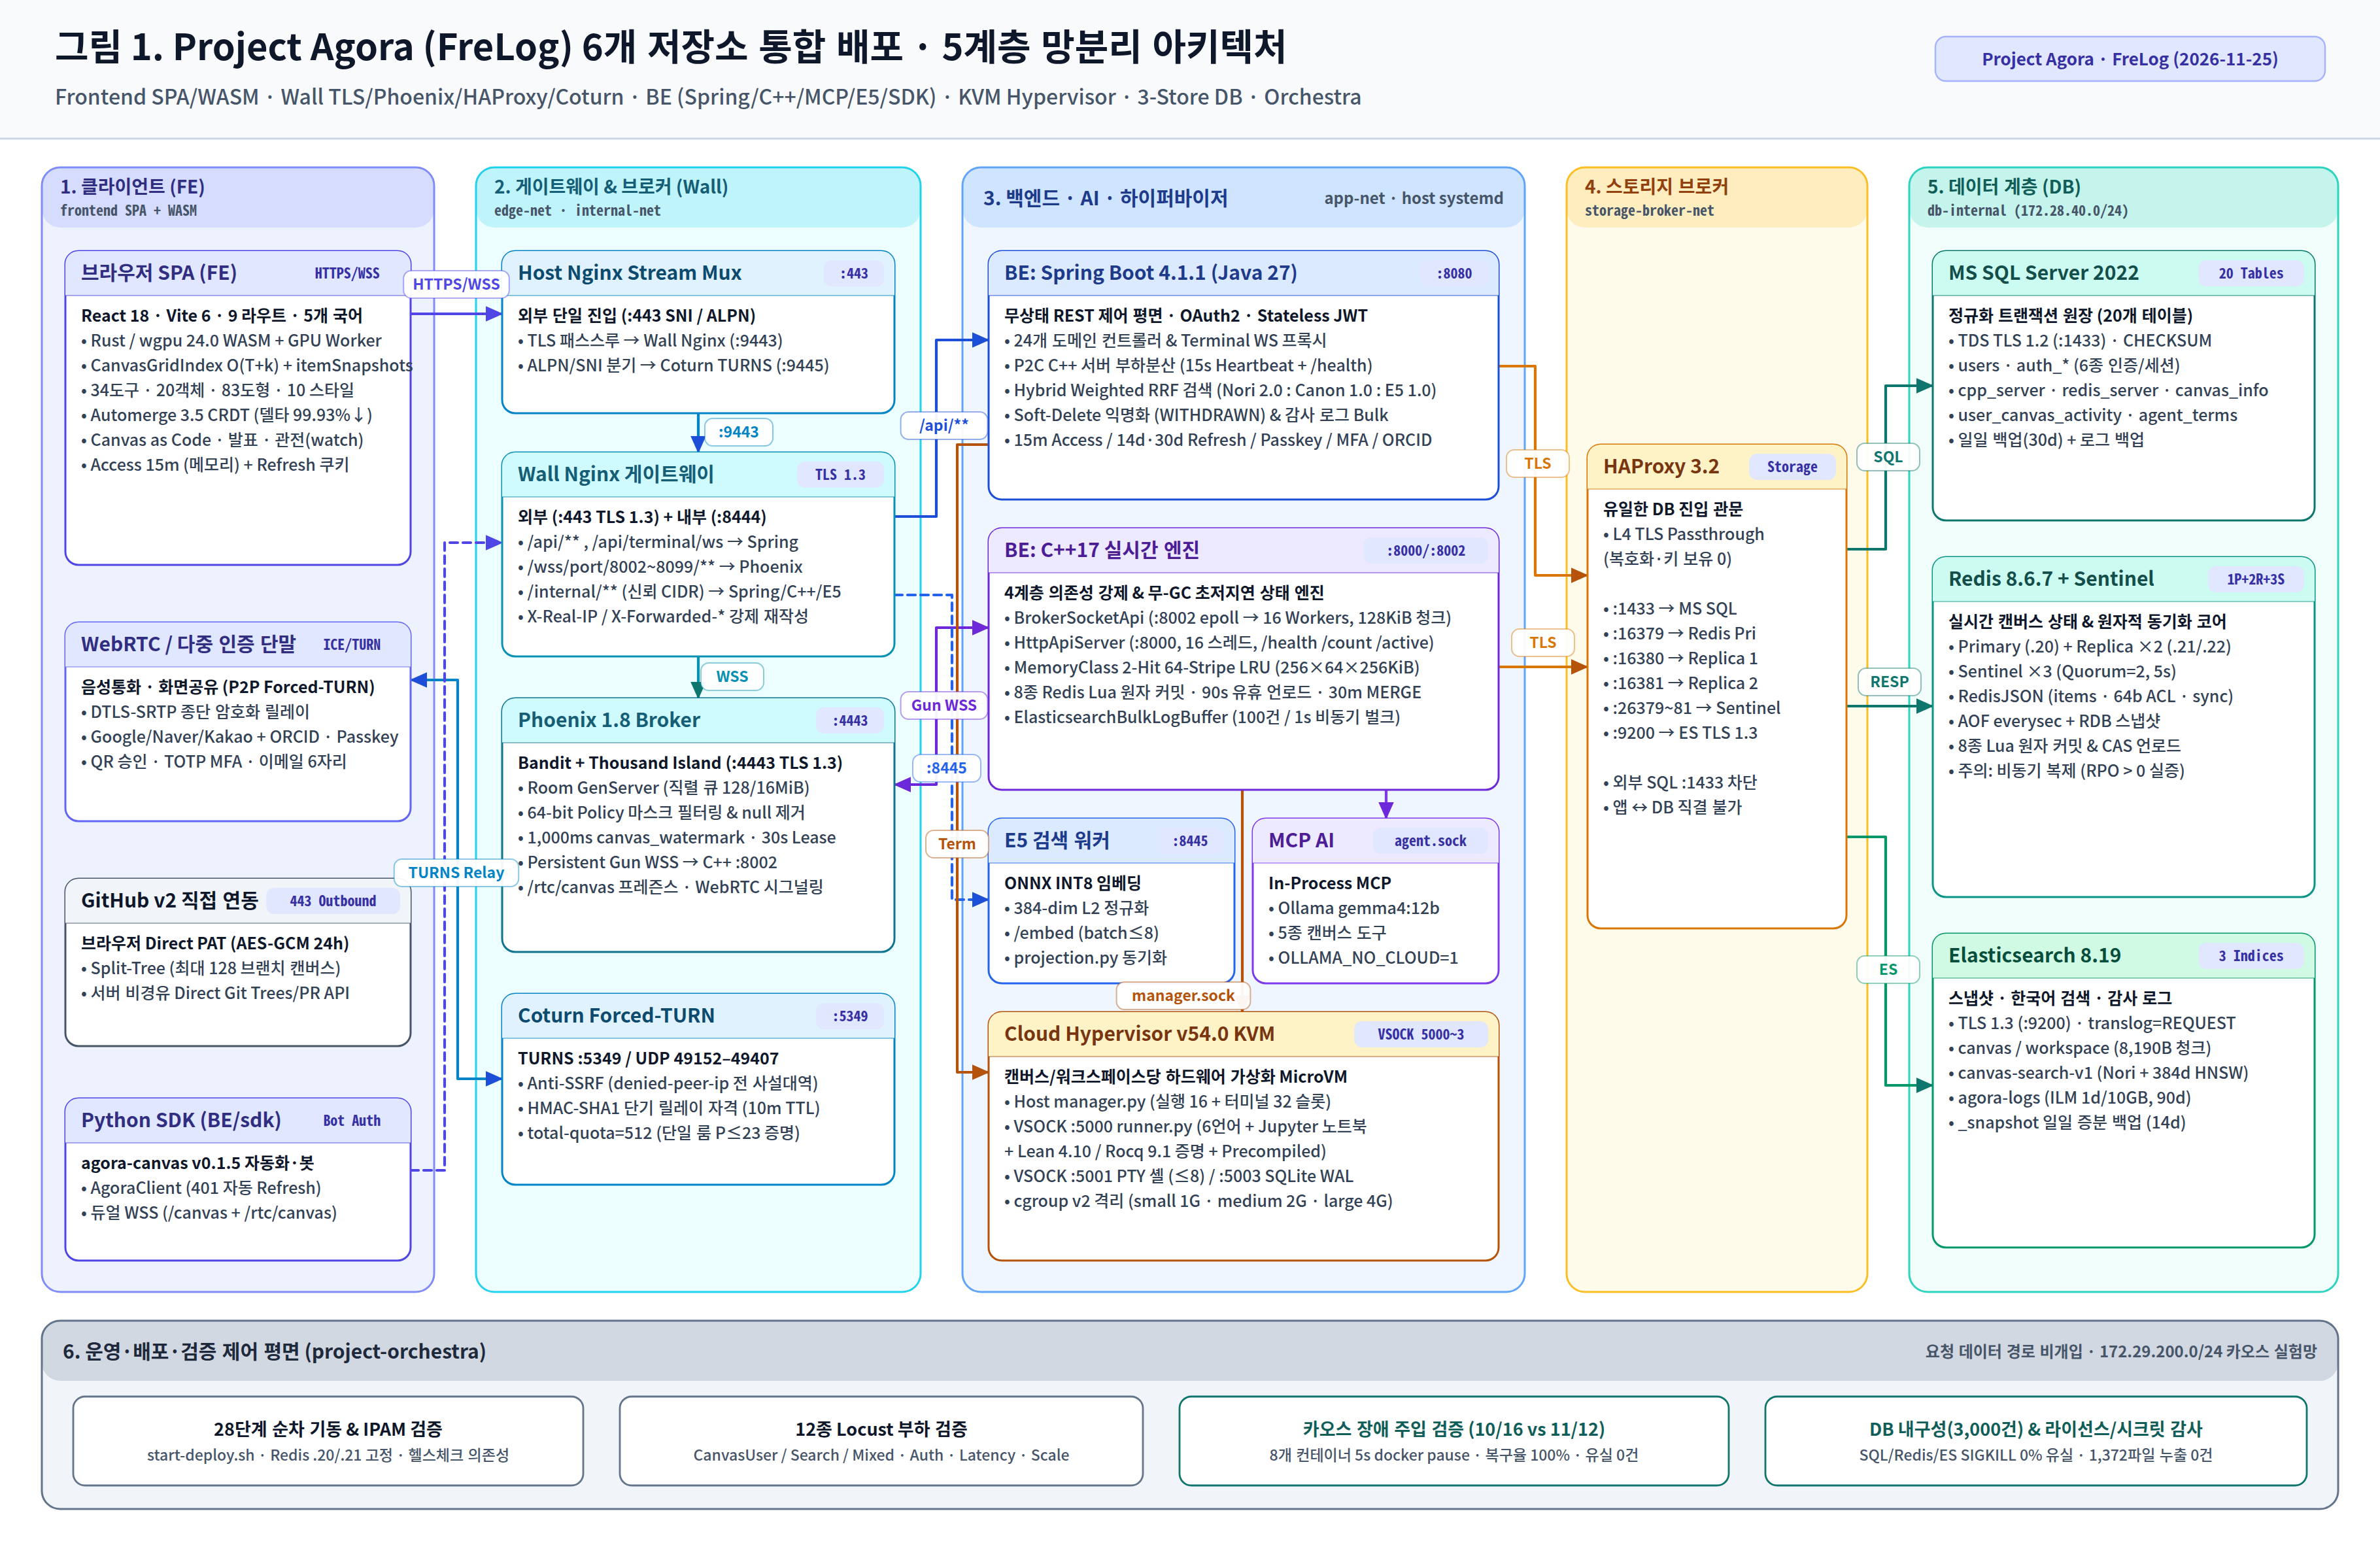 그림 1. Project Agora (FreLog) 6개 저장소 통합 배포 · 5계층 망분리 아키텍처
Frontend SPA/WASM · Wall TLS/Phoenix/HAProxy/Coturn · BE (Spring/C++/MCP/E5/SDK) · KVM Hypervisor · 3-Store DB · Orchestra
Project Agora · FreLog (2026-11-25)
1. 클라이언트 (FE)
frontend SPA + WASM
브라우저 SPA (FE)
HTTPS/WSS
React 18 · Vite 6 · 9 라우트 · 5개 국어
• Rust / wgpu 24.0 WASM + GPU Worker
• CanvasGridIndex O(T+k) + itemSnapshots
• 34도구 · 20객체 · 83도형 · 10 스타일
• Automerge 3.5 CRDT (델타 99.93%↓)
• Canvas as Code · 발표 · 관전(watch)
• Access 15m (메모리) + Refresh 쿠키
WebRTC / 다중 인증 단말
ICE/TURN
음성통화 · 화면공유 (P2P Forced-TURN)
• DTLS-SRTP 종단 암호화 릴레이
• Google/Naver/Kakao + ORCID · Passkey
• QR 승인 · TOTP MFA · 이메일 6자리
GitHub v2 직접 연동
443 Outbound
브라우저 Direct PAT (AES-GCM 24h)
• Split-Tree (최대 128 브랜치 캔버스)
• 서버 비경유 Direct Git Trees/PR API
Python SDK (BE/sdk)
Bot Auth
agora-canvas v0.1.5 자동화·봇
• AgoraClient (401 자동 Refresh)
• 듀얼 WSS (/canvas + /rtc/canvas)
HTTPS/WSS
TURNS Relay
2. 게이트웨이 & 브로커 (Wall)
edge-net · internal-net
Host Nginx Stream Mux
:443
외부 단일 진입 (:443 SNI / ALPN)
• TLS 패스스루 → Wall Nginx (:9443)
• ALPN/SNI 분기 → Coturn TURNS (:9445)
:9443
Wall Nginx 게이트웨이
TLS 1.3
외부 (:443 TLS 1.3) + 내부 (:8444)
• /api/** , /api/terminal/ws → Spring
• /wss/port/8002~8099/** → Phoenix
• /internal/** (신뢰 CIDR) → Spring/C++/E5
• X-Real-IP / X-Forwarded-* 강제 재작성
WSS
Phoenix 1.8 Broker
:4443
Bandit + Thousand Island (:4443 TLS 1.3)
• Room GenServer (직렬 큐 128/16MiB)
• 64-bit Policy 마스크 필터링 & null 제거
• 1,000ms canvas_watermark · 30s Lease
• Persistent Gun WSS → C++ :8002
• /rtc/canvas 프레즌스 · WebRTC 시그널링
Coturn Forced-TURN
:5349
TURNS :5349 / UDP 49152–49407
• Anti-SSRF (denied-peer-ip 전 사설대역)
• HMAC-SHA1 단기 릴레이 자격 (10m TTL)
• total-quota=512 (단일 룸 P≤23 증명)
/api/**
Gun WSS
:8445
Term
3. 백엔드 · AI · 하이퍼바이저
app-net · host systemd
BE: Spring Boot 4.1.1 (Java 27)
:8080
무상태 REST 제어 평면 · OAuth2 · Stateless JWT
• 24개 도메인 컨트롤러 & Terminal WS 프록시
• P2C C++ 서버 부하분산 (15s Heartbeat + /health)
• Hybrid Weighted RRF 검색 (Nori 2.0 : Canon 1.0 : E5 1.0)
• Soft-Delete 익명화 (WITHDRAWN) & 감사 로그 Bulk
• 15m Access / 14d·30d Refresh / Passkey / MFA / ORCID
BE: C++17 실시간 엔진
:8000/:8002
4계층 의존성 강제 & 무-GC 초저지연 상태 엔진
• BrokerSocketApi (:8002 epoll → 16 Workers, 128KiB 청크)
• HttpApiServer (:8000, 16 스레드, /health /count /active)
• MemoryClass 2-Hit 64-Stripe LRU (256×64×256KiB)
• 8종 Redis Lua 원자 커밋 · 90s 유휴 언로드 · 30m MERGE
• ElasticsearchBulkLogBuffer (100건 / 1s 비동기 벌크)
E5 검색 워커
:8445
ONNX INT8 임베딩
• 384-dim L2 정규화
• /embed (batch≤8)
• projection.py 동기화
MCP AI
agent.sock
In-Process MCP
• Ollama gemma4:12b
• 5종 캔버스 도구
• OLLAMA_NO_CLOUD=1
manager.sock
Cloud Hypervisor v54.0 KVM
VSOCK 5000~3
캔버스/워크스페이스당 하드웨어 가상화 MicroVM
• Host manager.py (실행 16 + 터미널 32 슬롯)
• VSOCK :5000 runner.py (6언어 + Jupyter 노트북
+ Lean 4.10 / Rocq 9.1 증명 + Precompiled)
• VSOCK :5001 PTY 셸 (≤8) / :5003 SQLite WAL
• cgroup v2 격리 (small 1G · medium 2G · large 4G)
TLS
TLS
4. 스토리지 브로커
storage-broker-net
HAProxy 3.2
Storage
유일한 DB 진입 관문
• L4 TLS Passthrough
(복호화·키 보유 0)
• :1433 → MS SQL
• :16379 → Redis Pri
• :16380 → Replica 1
• :16381 → Replica 2
• :26379~81 → Sentinel
• :9200 → ES TLS 1.3
• 외부 SQL :1433 차단
• 앱 ↔ DB 직결 불가
SQL
RESP
ES
5. 데이터 계층 (DB)
db-internal (172.28.40.0/24)
MS SQL Server 2022
20 Tables
정규화 트랜잭션 원장 (20개 테이블)
• TDS TLS 1.2 (:1433) · CHECKSUM
• users · auth_* (6종 인증/세션)
• cpp_server · redis_server · canvas_info
• user_canvas_activity · agent_terms
• 일일 백업(30d) + 로그 백업
Redis 8.6.7 + Sentinel
1P+2R+3S
실시간 캔버스 상태 & 원자적 동기화 코어
• Primary (.20) + Replica ×2 (.21/.22)
• Sentinel ×3 (Quorum=2, 5s)
• RedisJSON (items · 64b ACL · sync)
• AOF everysec + RDB 스냅샷
• 8종 Lua 원자 커밋 & CAS 언로드
• 주의: 비동기 복제 (RPO > 0 실증)
Elasticsearch 8.19
3 Indices
스냅샷 · 한국어 검색 · 감사 로그
• TLS 1.3 (:9200) · translog=REQUEST
• canvas / workspace (8,190B 청크)
• canvas-search-v1 (Nori + 384d HNSW)
• agora-logs (ILM 1d/10GB, 90d)
• _snapshot 일일 증분 백업 (14d)
6. 운영·배포·검증 제어 평면 (project-orchestra)
요청 데이터 경로 비개입 · 172.29.200.0/24 카오스 실험망
28단계 순차 기동 & IPAM 검증
start-deploy.sh · Redis .20/.21 고정 · 헬스체크 의존성
12종 Locust 부하 검증
CanvasUser / Search / Mixed · Auth · Latency · Scale
카오스 장애 주입 검증 (10/16 vs 11/12)
8개 컨테이너 5s docker pause · 복구율 100% · 유실 0건
DB 내구성(3,000건) & 라이선스/시크릿 감사
SQL/Redis/ES SIGKILL 0% 유실 · 1,372파일 누출 0건